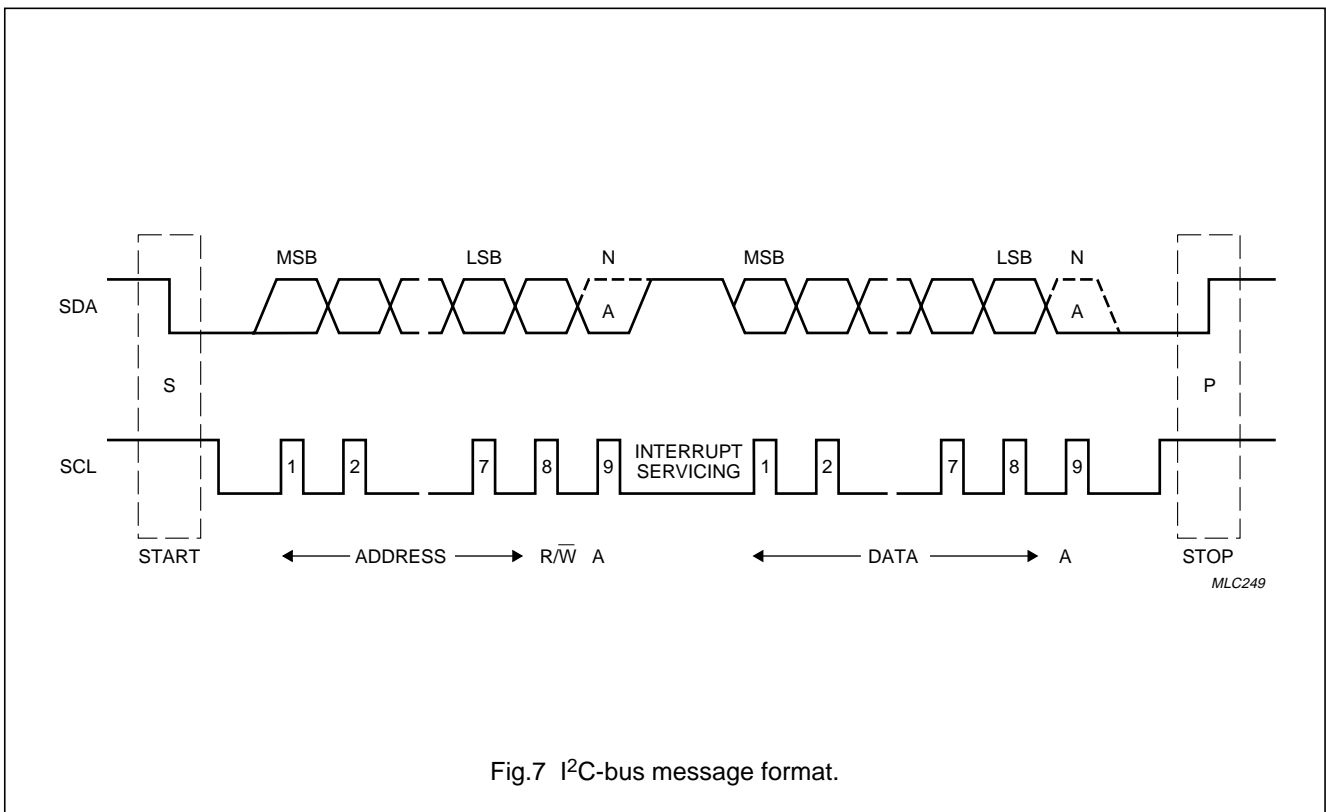 MSB LSB N MSB LSB N
SDA A A
S P
SCL 1 2 7 8 9 INTERRUPT SERVICING 1 2 7 8 9
START ADDRESS R/W̅ A DATA A STOP
MLC249
Fig.7 I²C-bus message format.